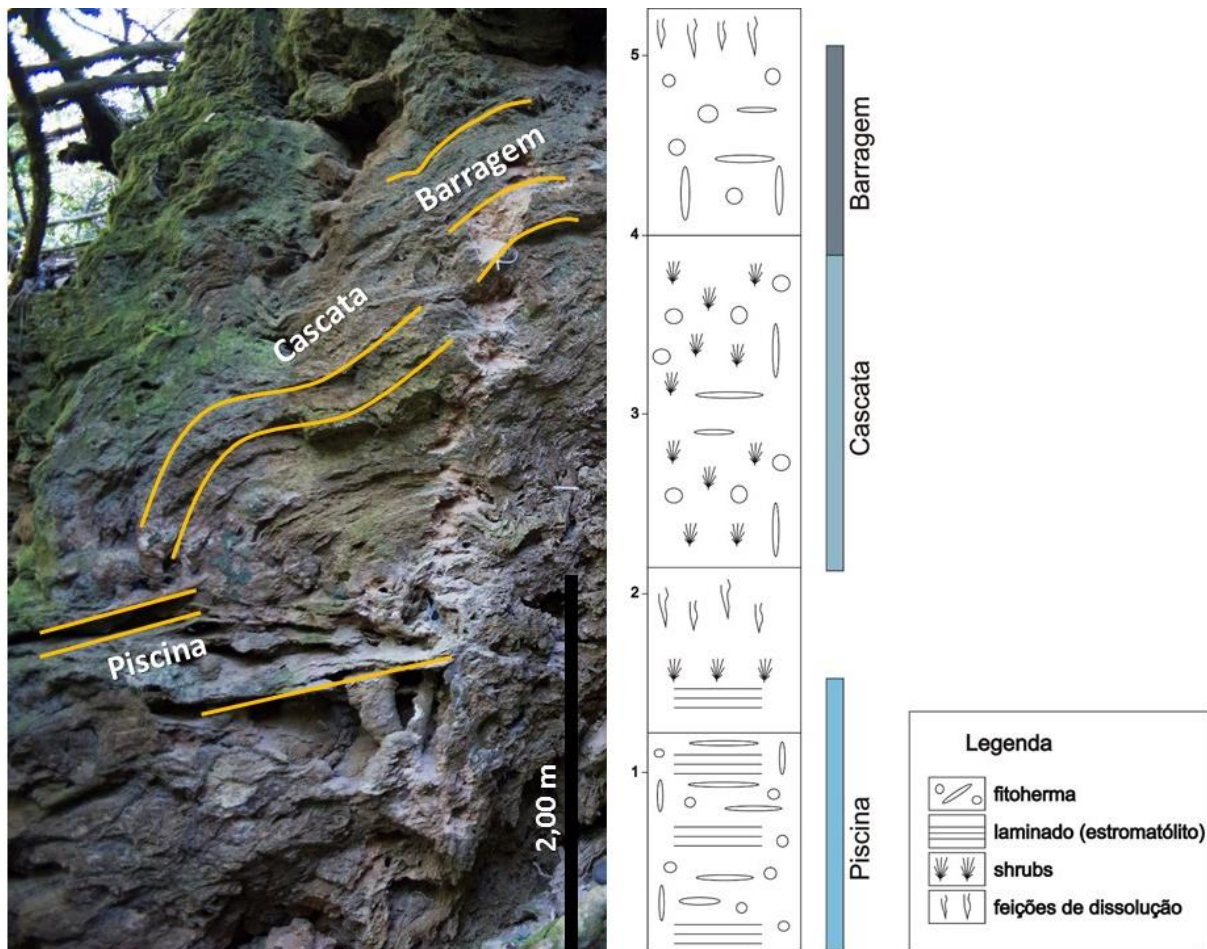 Barragem
Cascata
Piscina
2,00 m
5
4
3
2
1
Barragem
Cascata
Piscina
Legenda
fitoherma
laminado (estromatólito)
shrubs
feições de dissolução